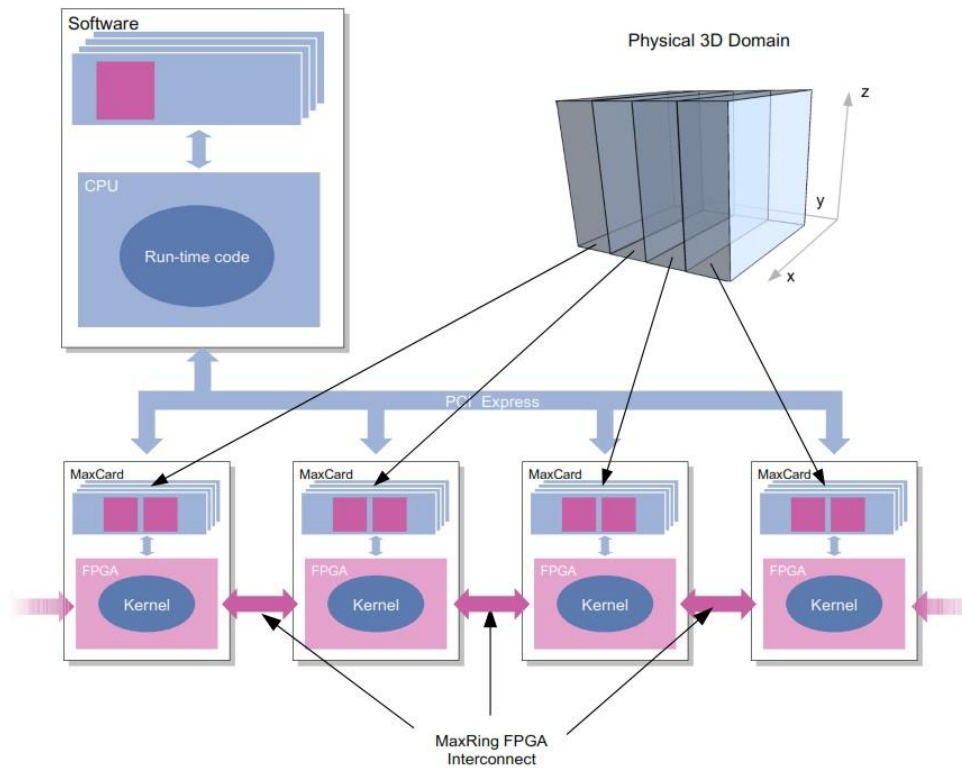 Software
Physical 3D Domain
z
y
x
CPU
Run-time code
PCI Express
MaxCard
MaxCard
MaxCard
MaxCard
FPGA
FPGA
FPGA
FPGA
Kernel
Kernel
Kernel
Kernel
MaxRing FPGA
Interconnect